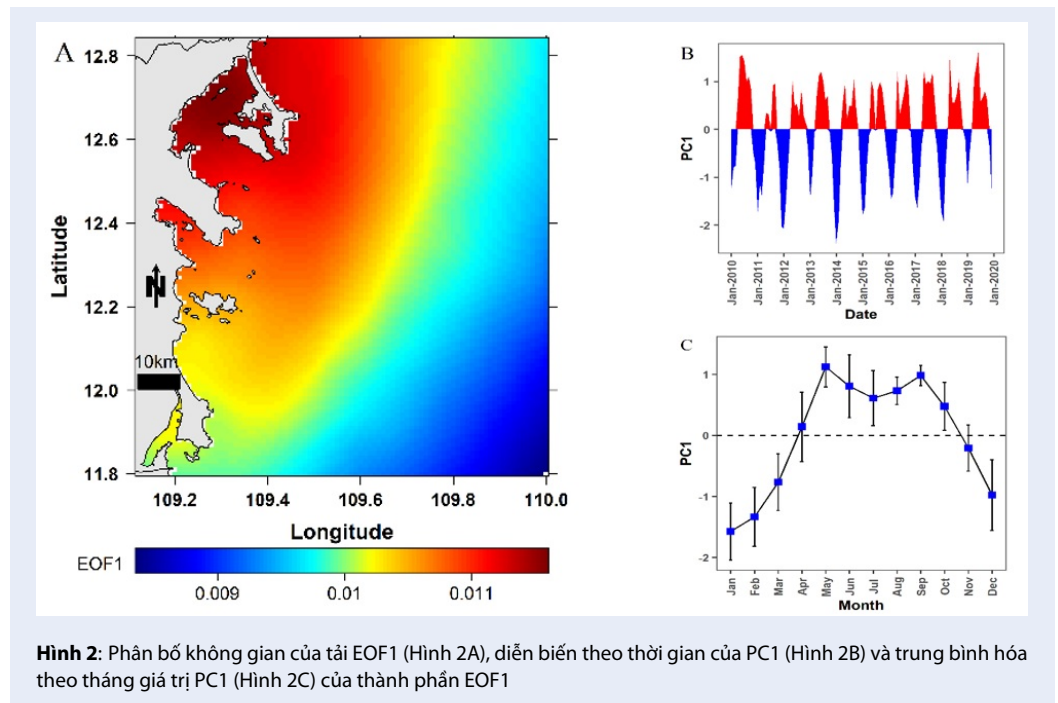 A
12.8
12.6
12.4
12.2
12.0
11.8
Latitude
N
10km
109.2 109.4 109.6 109.8 110.0
Longitude
EOF1
0.009 0.01 0.011
B
1
0
-1
-2
PC1
Jan-2010 Jan-2011 Jan-2012 Jan-2013 Jan-2014 Jan-2015 Jan-2016 Jan-2017 Jan-2018 Jan-2019 Jan-2020
Date
C
1
0
-1
-2
PC1
Jan Feb Mar Apr May Jun Jul Aug Sep Oct Nov Dec
Month
Hình 2: Phân bố không gian của tải EOF1 (Hình 2A), diễn biến theo thời gian của PC1 (Hình 2B) và trung bình hóa
theo tháng giá trị PC1 (Hình 2C) của thành phần EOF1